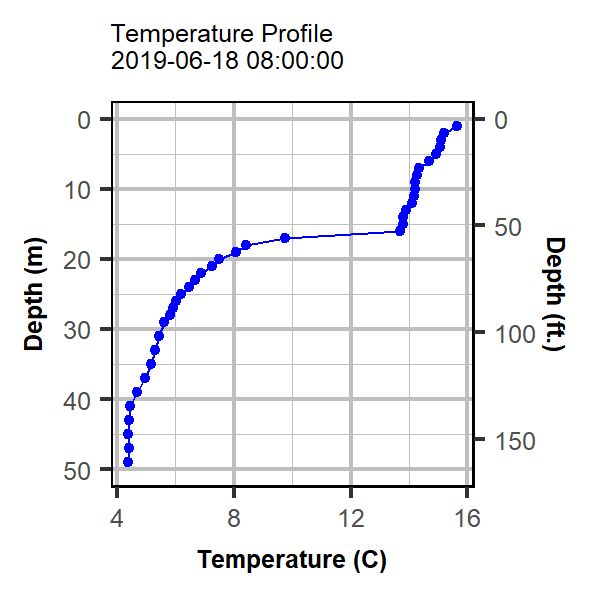 Temperature Profile
2019-06-18 08:00:00
0
10
20
30
40
50
Depth (m)
0
50
100
150
Depth (ft.)
4 8 12 16
Temperature (C)